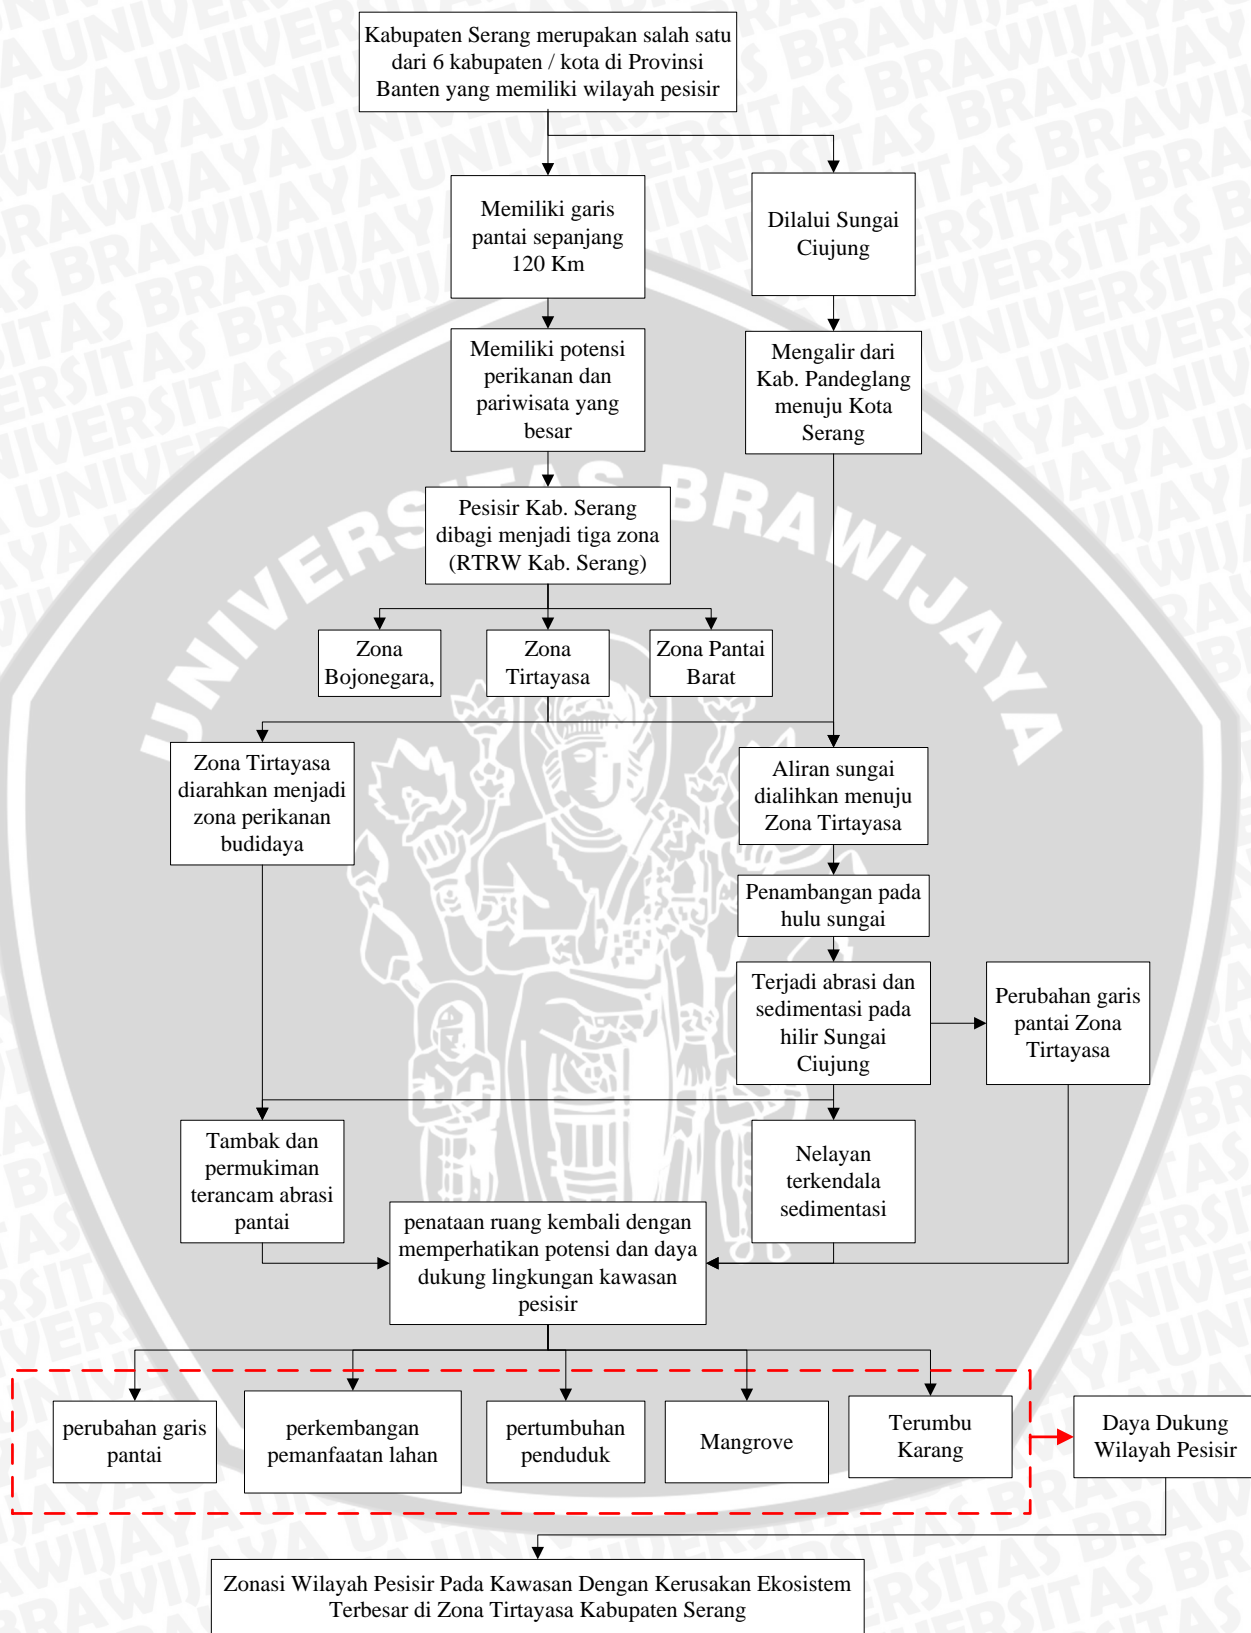 Kabupaten Serang merupakan salah satu
dari 6 kabupaten / kota di Provinsi
Banten yang memiliki wilayah pesisir
Memiliki garis
pantai sepanjang
120 Km
Dilalui Sungai
Ciujung
Memiliki potensi
perikanan dan
pariwisata yang
besar
Mengalir dari
Kab. Pandeglang
menuju Kota
Serang
Pesisir Kab. Serang
dibagi menjadi tiga zona
(RTRW Kab. Serang)
Zona
Bojonegara,
Zona
Tirtayasa
Zona Pantai
Barat
Zona Tirtayasa
diarahkan menjadi
zona perikanan
budidaya
Aliran sungai
dialihkan menuju
Zona Tirtayasa
Penambangan pada
hulu sungai
Terjadi abrasi dan
sedimentasi pada
hilir Sungai
Ciujung
Perubahan garis
pantai Zona
Tirtayasa
Tambak dan
permukiman
terancam abrasi
pantai
Nelayan
terkendala
sedimentasi
penataan ruang kembali dengan
memperhatikan potensi dan daya
dukung lingkungan kawasan
pesisir
perubahan garis
pantai
perkembangan
pemanfaatan lahan
pertumbuhan
penduduk
Mangrove
Terumbu
Karang
Daya Dukung
Wilayah Pesisir
Zonasi Wilayah Pesisir Pada Kawasan Dengan Kerusakan Ekosistem
Terbesar di Zona Tirtayasa Kabupaten Serang
UNIVERSITAS BRAWIJAYA